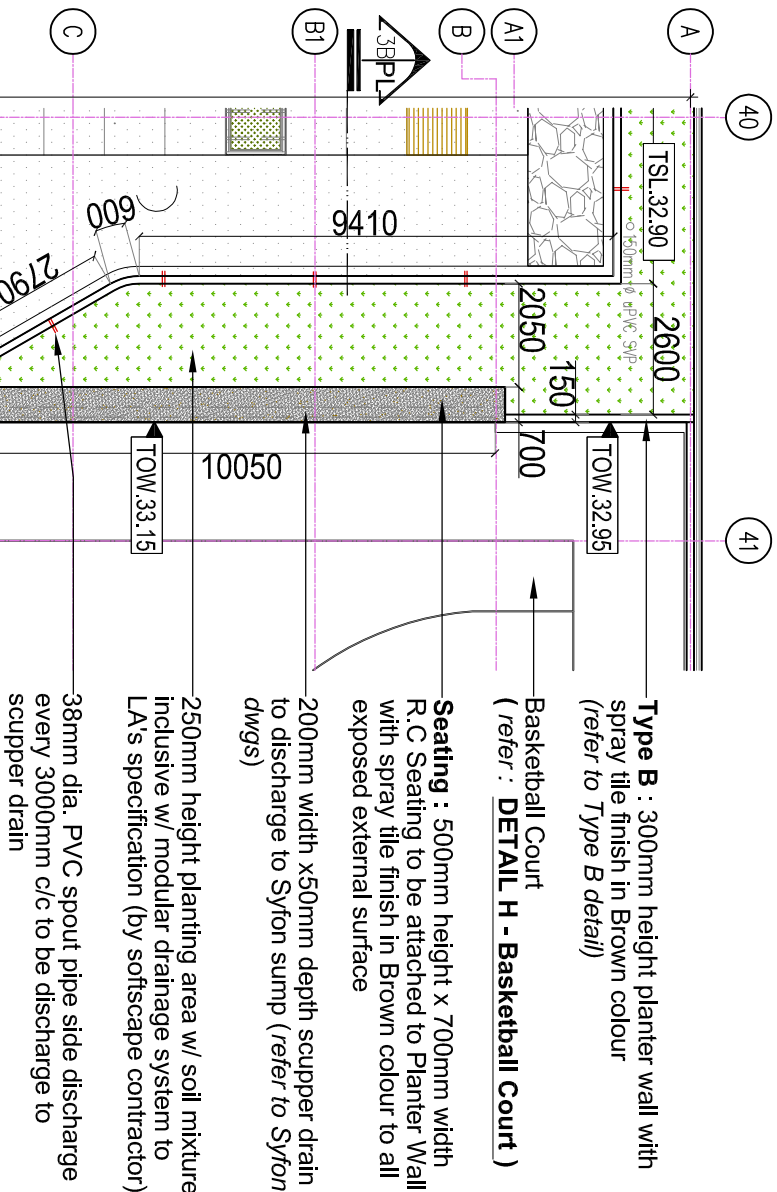 A
A1
B
B1
C
40
41
3BPL
TSL.32.90
150mm Ø uPVC SVP
2600
9410
600
2790
2050
150
700
10050
TOW.32.95
TOW.33.15
Type B : 300mm height planter wall with
spray tile finish in Brown colour
(refer to Type B detail)
Basketball Court
( refer : DETAIL H - Basketball Court )
Seating : 500mm height x 700mm width
R.C Seating to be attached to Planter Wall
with spray tile finish in Brown colour to all
exposed external surface
200mm width x50mm depth scupper drain
to discharge to Syfon sump (refer to Syfon
dwgs)
250mm height planting area w/ soil mixture
inclusive w/ modular drainage system to
LA's specification (by softscape contractor)
38mm dia. PVC spout pipe side discharge
every 3000mm c/c to be discharge to
scupper drain